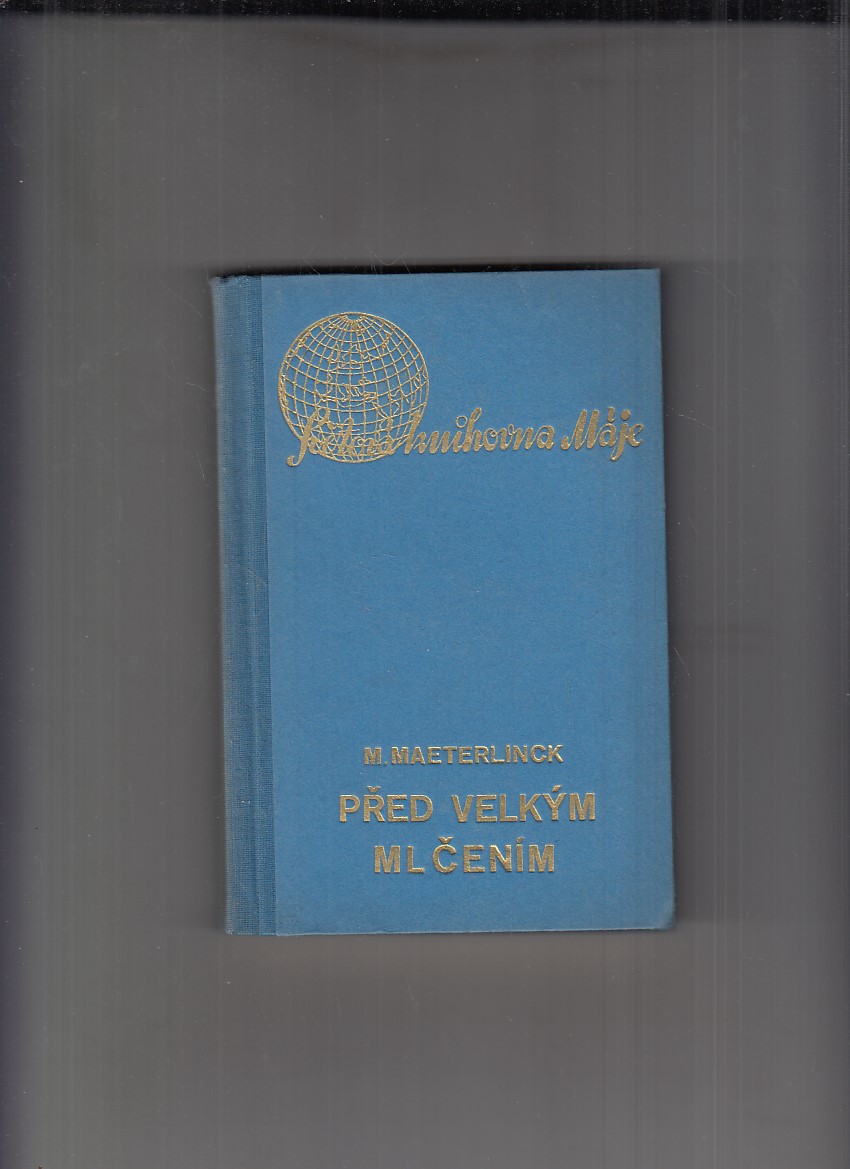 Světová knihovna Máje
M. MAETERLINCK
PŘED VELKÝM
MLČENÍM